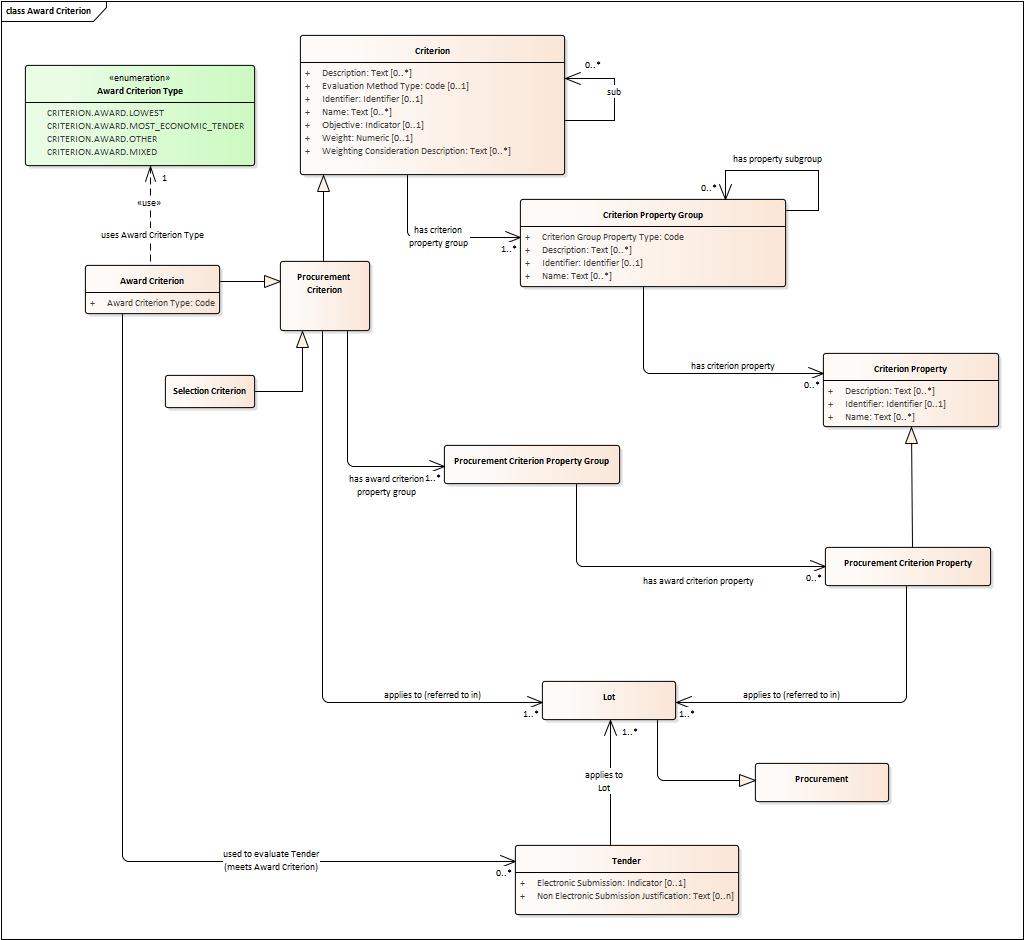 class Award Criterion
«enumeration»
Award Criterion Type
CRITERION.AWARD.LOWEST
CRITERION.AWARD.MOST_ECONOMIC_TENDER
CRITERION.AWARD.OTHER
CRITERION.AWARD.MIXED
Criterion
+ Description: Text [0..*]
+ Evaluation Method Type: Code [0..1]
+ Identifier: Identifier [0..1]
+ Name: Text [0..*]
+ Objective: Indicator [0..1]
+ Weight: Numeric [0..1]
+ Weighting Consideration Description: Text [0..*]
0..*
sub
has property subgroup
0..*
1
«use»
uses Award Criterion Type
has criterion
property group
1..*
Criterion Property Group
+ Criterion Group Property Type: Code
+ Description: Text [0..*]
+ Identifier: Identifier [0..1]
+ Name: Text [0..*]
Award Criterion
+ Award Criterion Type: Code
Procurement
Criterion
Selection Criterion
has criterion property
0..*
Criterion Property
+ Description: Text [0..*]
+ Identifier: Identifier [0..1]
+ Name: Text [0..*]
has award criterion
property group
1..*
Procurement Criterion Property Group
has award criterion property
0..*
Procurement Criterion Property
applies to (referred to in)
1..*
Lot
applies to (referred to in)
1..*
1..*
applies to
Lot
Procurement
used to evaluate Tender
(meets Award Criterion)
0..*
Tender
+ Electronic Submission: Indicator [0..1]
+ Non Electronic Submission Justification: Text [0..n]